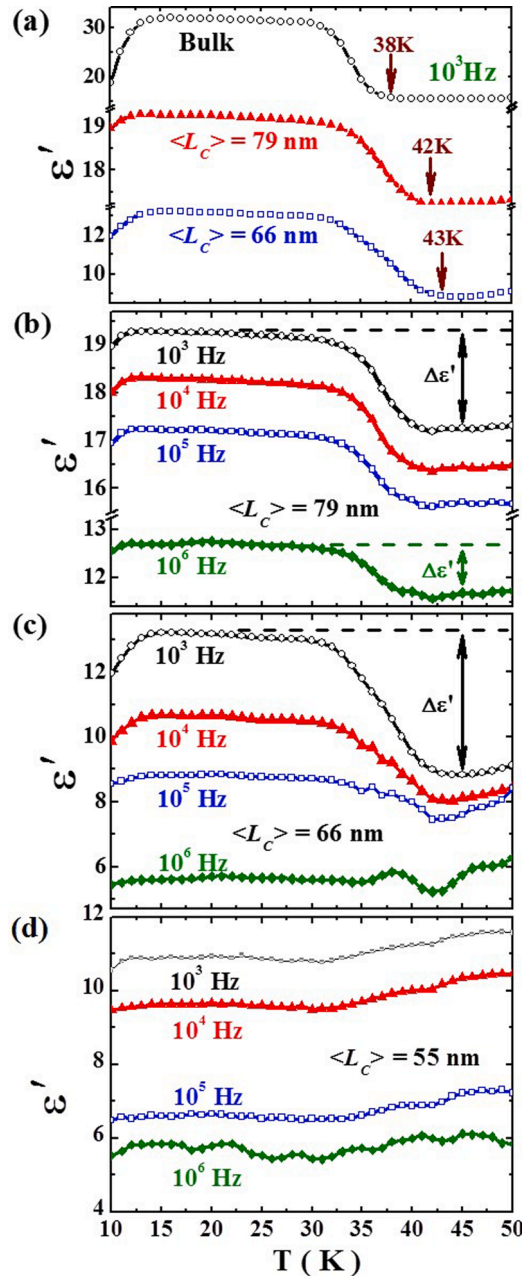 (a)
30
20
19
18
12
10
ε'
Bulk
38K
10³Hz
42K
<L_C> = 79 nm
43K
<L_C> = 66 nm
(b)
19
18
17
16
13
12
ε'
10³ Hz
Δε'
10⁴ Hz
10⁵ Hz
<L_C> = 79 nm
10⁶ Hz
Δε'
(c)
12
10
8
6
ε'
10³ Hz
Δε'
10⁴ Hz
10⁵ Hz
<L_C> = 66 nm
10⁶ Hz
(d)
12
10
8
6
4
ε'
10³ Hz
10⁴ Hz
<L_C> = 55 nm
10⁵ Hz
10⁶ Hz
10 15 20 25 30 35 40 45 50
T ( K )